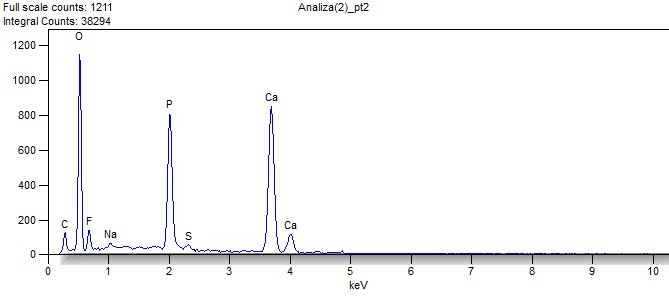 Full scale counts: 1211
Analiza(2)_pt2
Integral Counts: 38294
O
1200
1000
Ca
P
800
600
400
200
C
F
Na
S
Ca
0
0 1 2 3 4 5 6 7 8 9 10
keV